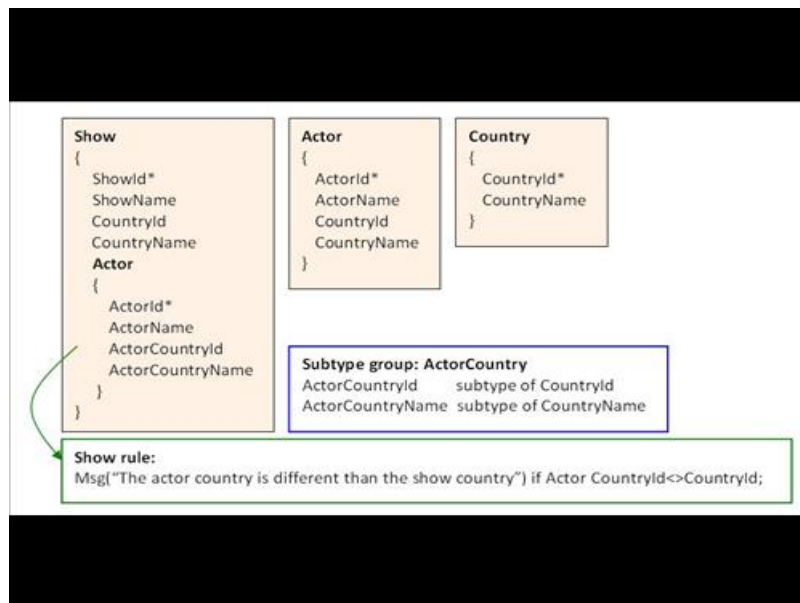 Show
{
ShowId*
ShowName
CountryId
CountryName
Actor
{
ActorId*
ActorName
ActorCountryId
ActorCountryName
}
}
Actor
{
ActorId*
ActorName
CountryId
CountryName
}
Country
{
CountryId*
CountryName
}
Subtype group: ActorCountry
ActorCountryId subtype of CountryId
ActorCountryName subtype of CountryName
Show rule:
Msg(“The actor country is different than the show country”) if Actor CountryId<>CountryId;